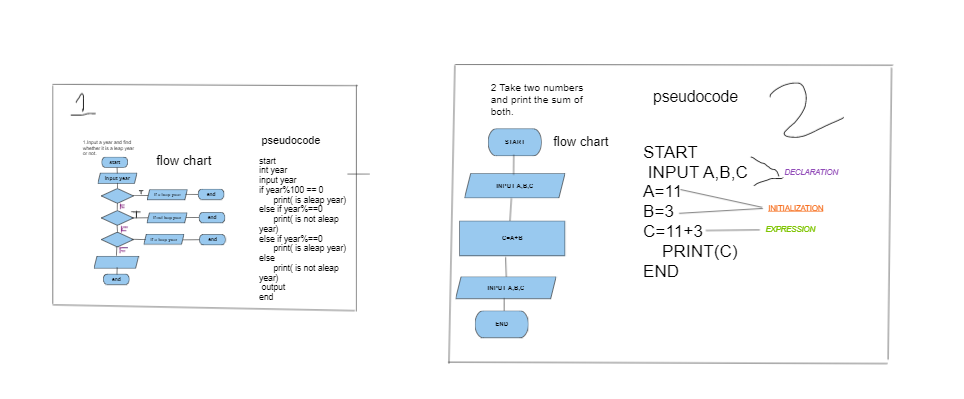 1
1 Input a year and find
whether it is a leap year
or not.
flow chart
start
input year
T
It's leap year
end
F
T
It not leap year
end
F
It's leap year
end
F
end
pseudocode
start
int year
input year
if year%100 == 0
print( is aleap year)
else if year%==0
print( is not aleap
year)
else if year%==0
print( is aleap year)
else
print( is not aleap
year)
output
end
2 Take two numbers
and print the sum of
both.
flow chart
START
INPUT A,B,C
C=A+B
INPUT A,B,C
END
pseudocode
2
START
INPUT A,B,C
DECLARATION
A=11
B=3
INITIALIZATION
C=11+3
EXPRESSION
PRINT(C)
END